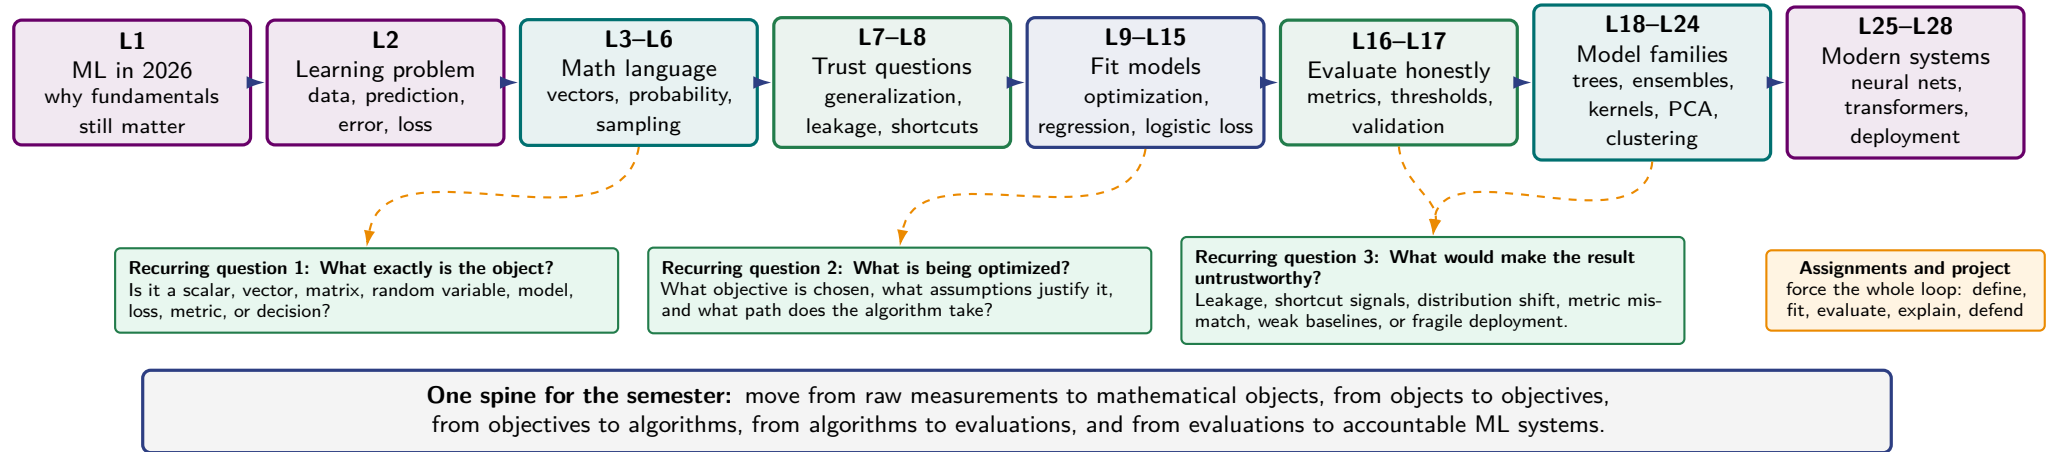 L1
ML in 2026
why fundamentals
still matter
L2
Learning problem
data, prediction,
error, loss
L3–L6
Math language
vectors, probability,
sampling
L7–L8
Trust questions
generalization,
leakage, shortcuts
L9–L15
Fit models
optimization,
regression, logistic loss
L16–L17
Evaluate honestly
metrics, thresholds,
validation
L18–L24
Model families
trees, ensembles,
kernels, PCA,
clustering
L25–L28
Modern systems
neural nets,
transformers,
deployment
Recurring question 1: What exactly is the object?
Is it a scalar, vector, matrix, random variable, model,
loss, metric, or decision?
Recurring question 2: What is being optimized?
What objective is chosen, what assumptions justify it,
and what path does the algorithm take?
Recurring question 3: What would make the result
untrustworthy?
Leakage, shortcut signals, distribution shift, metric mis-
match, weak baselines, or fragile deployment.
Assignments and project
force the whole loop: define,
fit, evaluate, explain, defend
One spine for the semester: move from raw measurements to mathematical objects, from objects to objectives,
from objectives to algorithms, from algorithms to evaluations, and from evaluations to accountable ML systems.